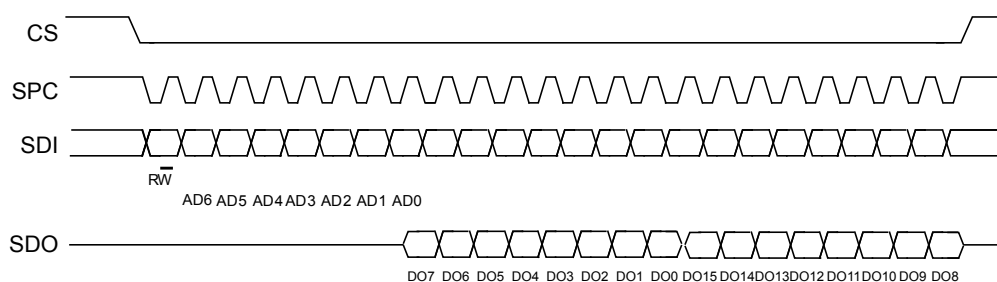 CS
SPC
SDI
RW
AD6 AD5 AD4 AD3 AD2 AD1 AD0
SDO
DO7 DO6 DO5 DO4 DO3 DO2 DO1 DO0 DO15 DO14 DO13 DO12 DO11 DO10 DO9 DO8